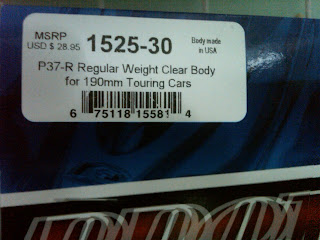 MSRP
USD $ 28.95
1525-30
Body made
in USA
P37-R Regular Weight Clear Body
for 190mm Touring Cars
6 75118 15581 4